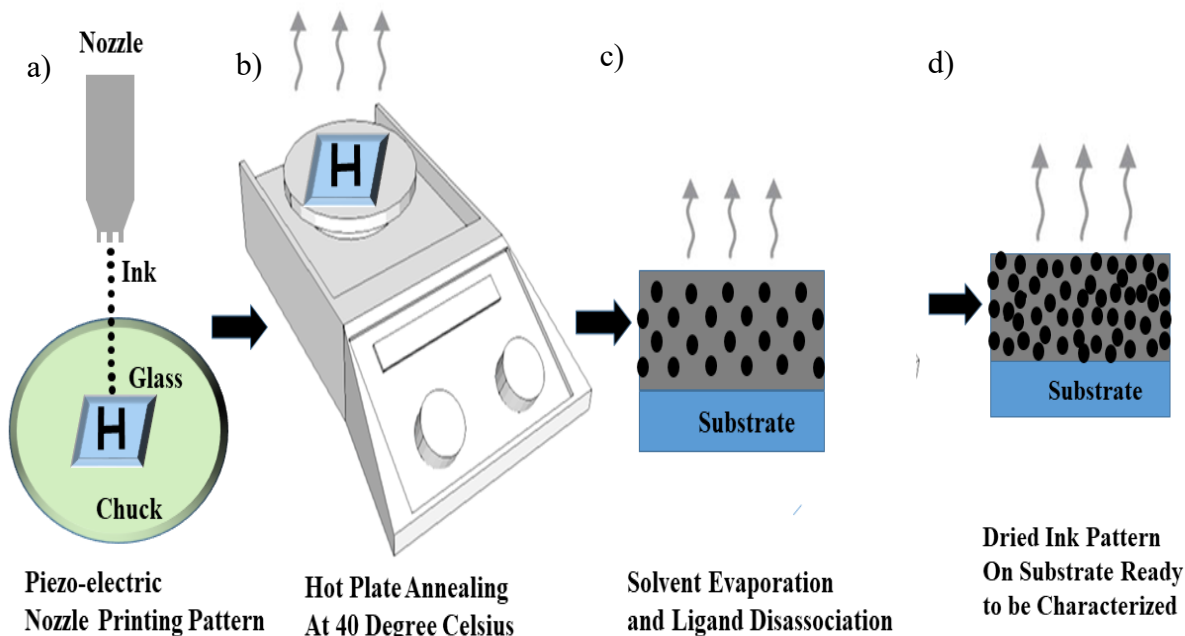 a)
Nozzle
Ink
Glass
H
Chuck
Piezo-electric
Nozzle Printing Pattern
b)
H
Hot Plate Annealing
At 40 Degree Celsius
c)
Substrate
Solvent Evaporation
and Ligand Disassociation
d)
Substrate
Dried Ink Pattern
On Substrate Ready
to be Characterized